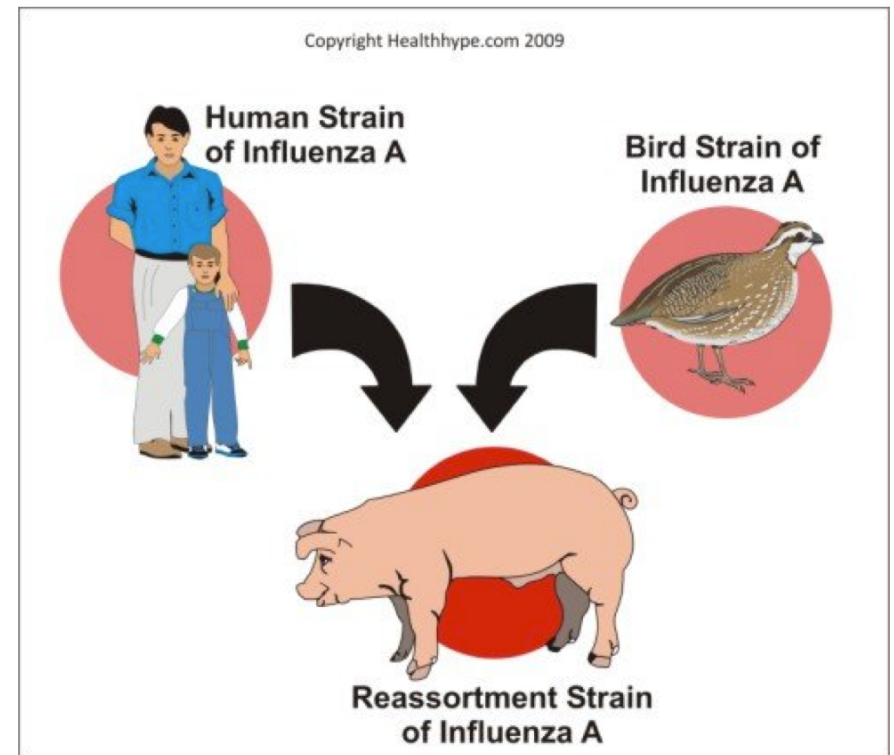 Copyright Healthhype.com 2009
Human Strain
of Influenza A
Bird Strain of
Influenza A
Reassortment Strain
of Influenza A